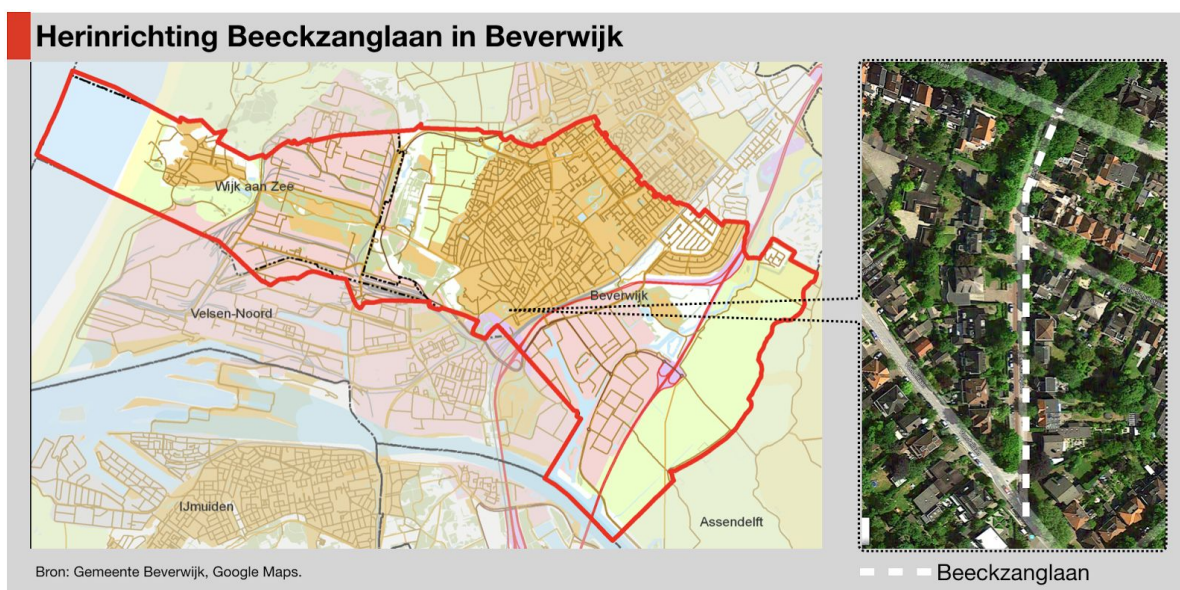 Herinrichting Beeckzanglaan in Beverwijk
Wijk aan Zee
Velsen-Noord
Beverwijk
IJmuiden
Assendelft
Bron: Gemeente Beverwijk, Google Maps.
Beeckzanglaan